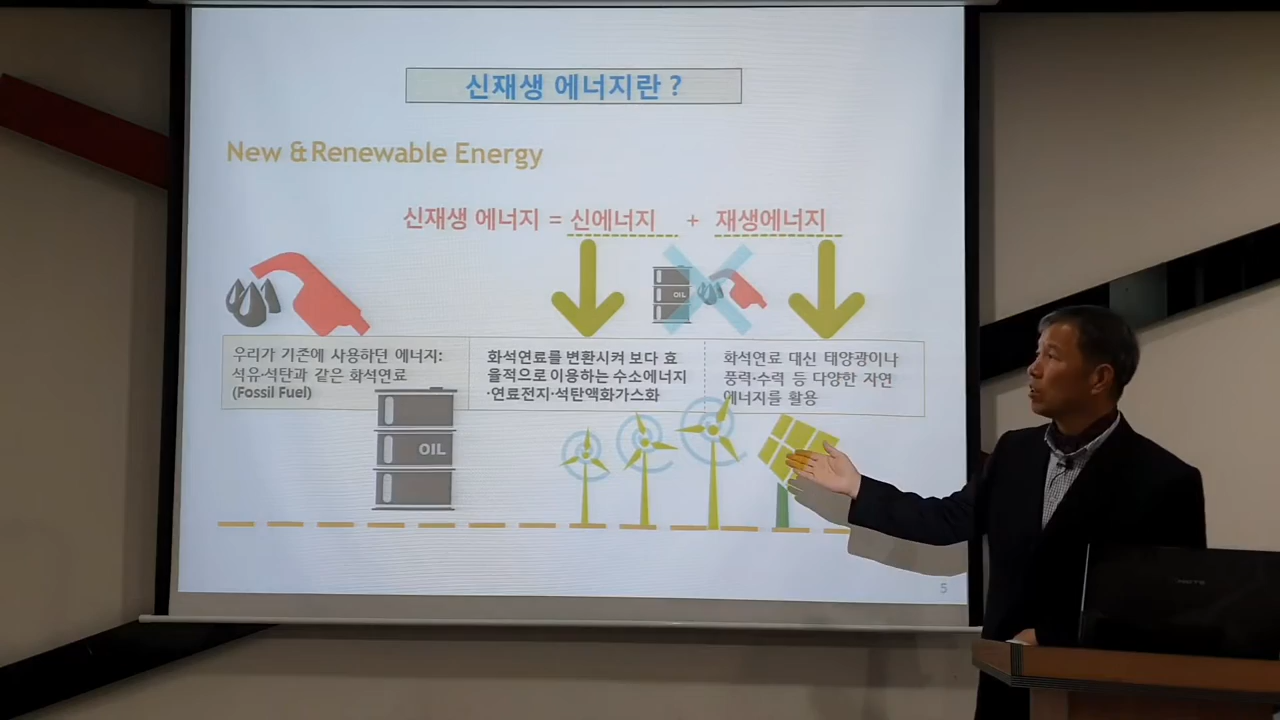 신재생 에너지란 ?
New & Renewable Energy
신재생 에너지 = 신에너지 + 재생에너지
OIL
우리가 기존에 사용하던 에너지:
석유·석탄과 같은 화석연료
(Fossil Fuel)
화석연료를 변환시켜 보다 효
율적으로 이용하는 수소에너지
·연료전지·석탄액화가스화
화석연료 대신 태양광이나
풍력·수력 등 다양한 자연
에너지를 활용
OIL
5